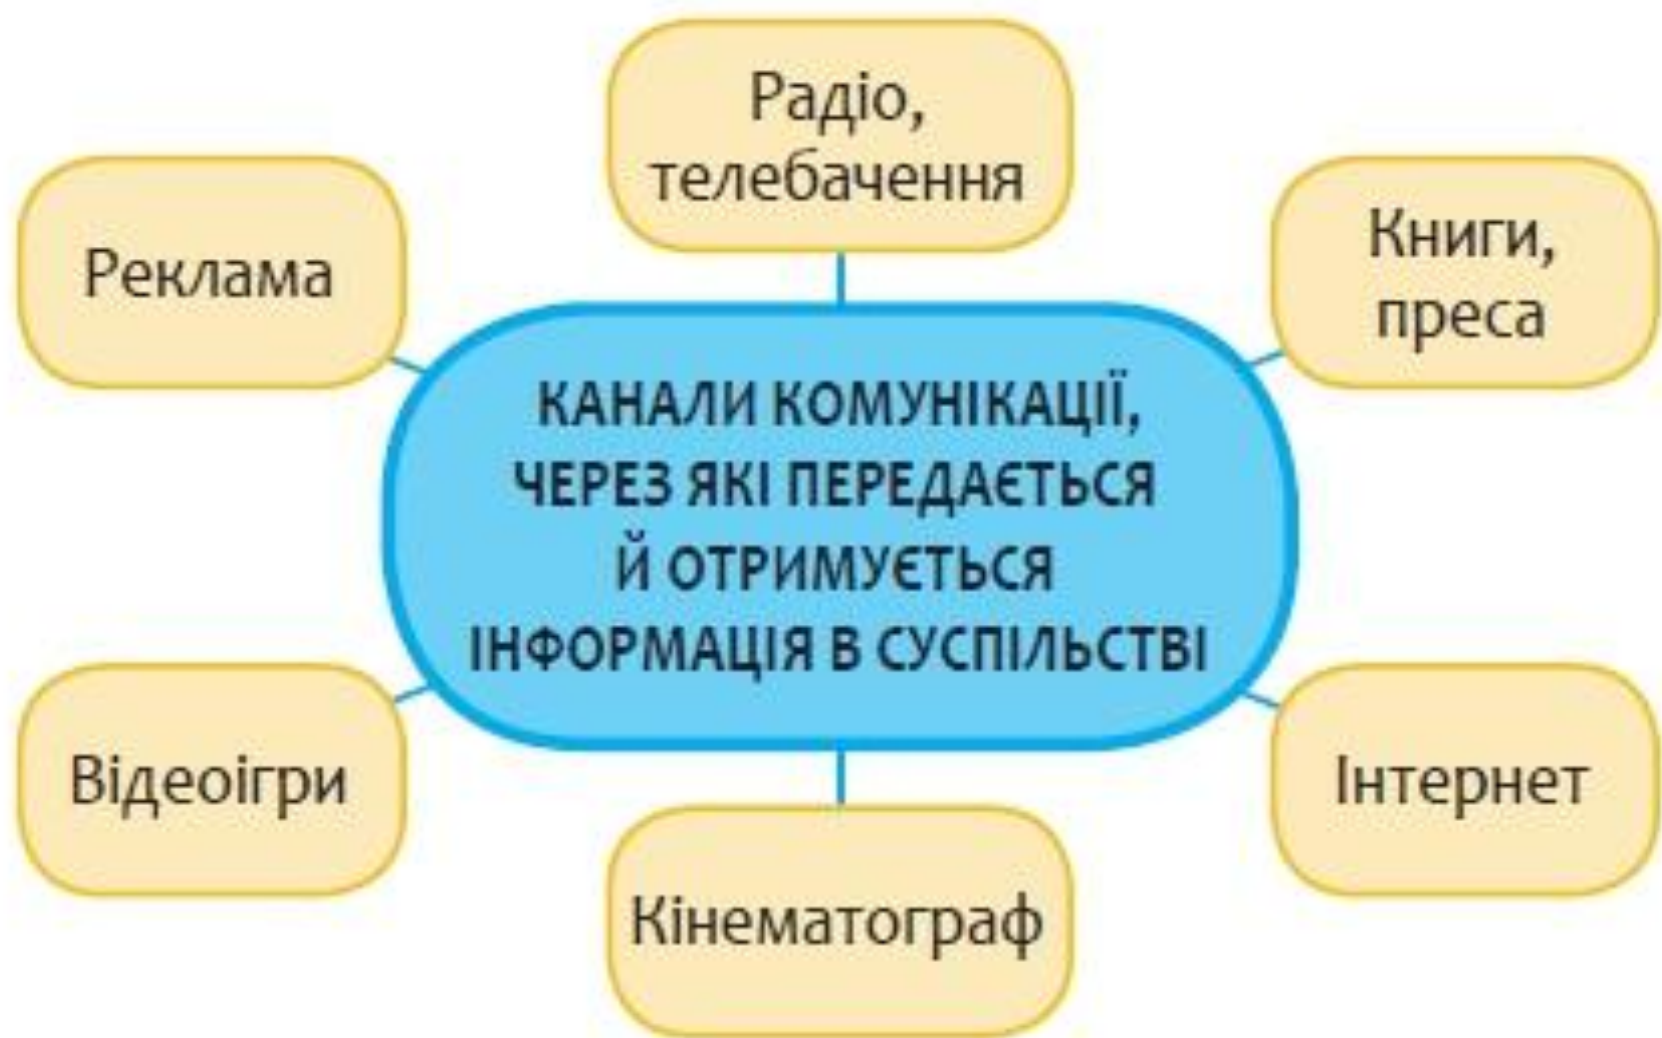 Радіо,
телебачення
Реклама
Книги,
преса
КАНАЛИ КОМУНІКАЦІЇ,
ЧЕРЕЗ ЯКІ ПЕРЕДАЄТЬСЯ
Й ОТРИМУЄТЬСЯ
ІНФОРМАЦІЯ В СУСПІЛЬСТВІ
Відеоігри
Інтернет
Кінематограф